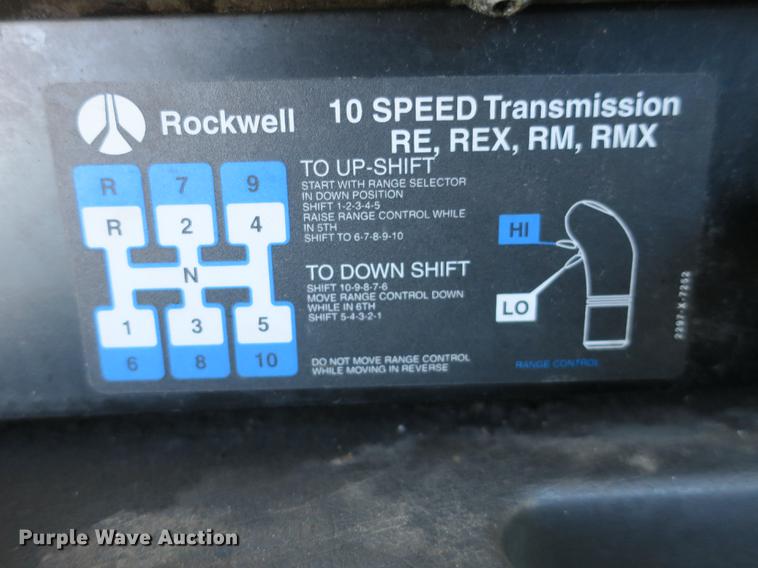 Rockwell
10 SPEED Transmission
RE, REX, RM, RMX
R 7 9
R 2 4
N
1 3 5
6 8 10
TO UP-SHIFT
START WITH RANGE SELECTOR
IN DOWN POSITION
SHIFT 1-2-3-4-5
RAISE RANGE CONTROL WHILE
IN 5TH
SHIFT TO 6-7-8-9-10
TO DOWN SHIFT
SHIFT 10-9-8-7-6
MOVE RANGE CONTROL DOWN
WHILE IN 6TH
SHIFT 5-4-3-2-1
DO NOT MOVE RANGE CONTROL
WHILE MOVING IN REVERSE
HI
LO
RANGE CONTROL
2297-X-7252
Purple Wave Auction